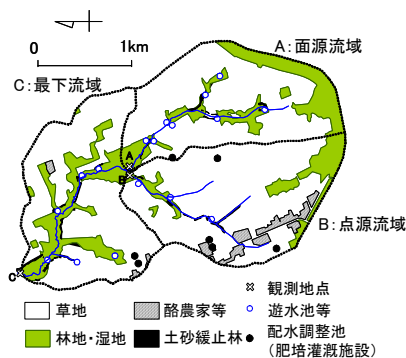 A：面源流域
0 1km
C：最下流域
A
B
B：点源流域
C
観測地点
草地
酪農家等
遊水池等
林地・湿地
土砂緩止林
配水調整池
（肥培灌漑施設）